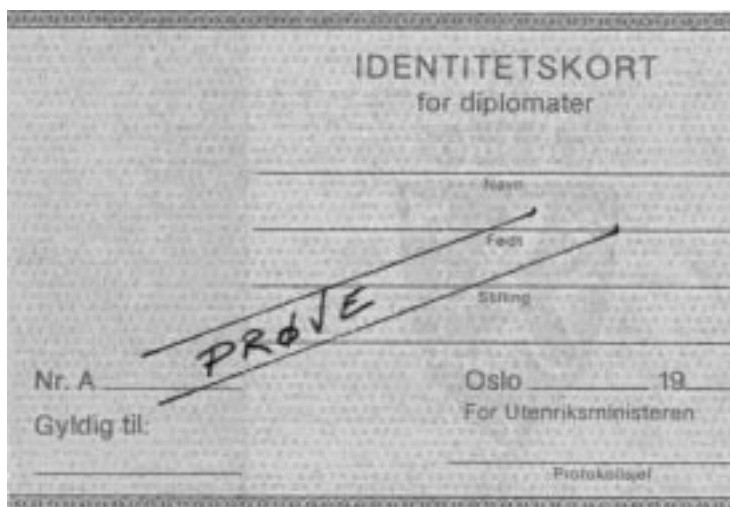 IDENTITETSKORT
for diplomater
Navn
Født
Stilling
PRØVE
Nr. A
Oslo 19
Gyldig til:
For Utenriksministeren
Protokollsjef